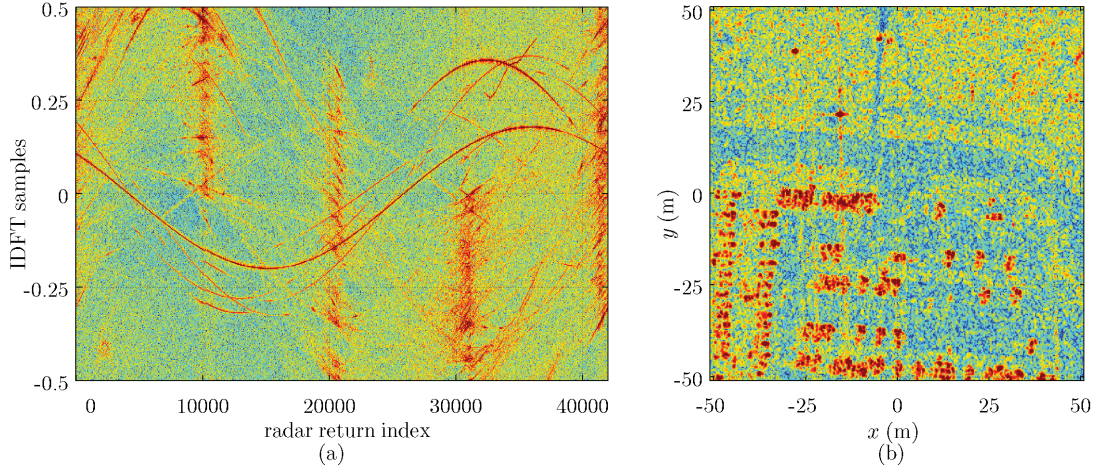 0.5
0.25
0
-0.25
-0.5
IDFT samples
0 10000 20000 30000 40000
radar return index
(a)
50
25
0
-25
-50
y (m)
-50 -25 0 25 50
x (m)
(b)